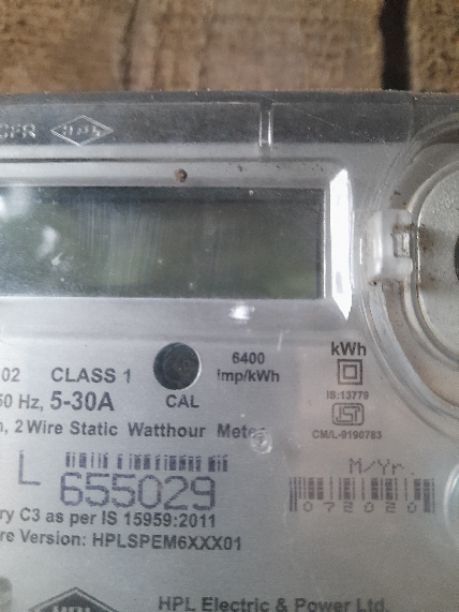 HPL
02 CLASS 1
6400
imp/kWh
kWh
50 Hz, 5-30A
CAL
IS:13779
ISI
CM/L-9190783
2 Wire Static Watthour Meter
M/Yr.
L 655029
072020
ry C3 as per IS 15959:2011
re Version: HPLSPEM6XXX01
HPL Electric & Power Ltd.